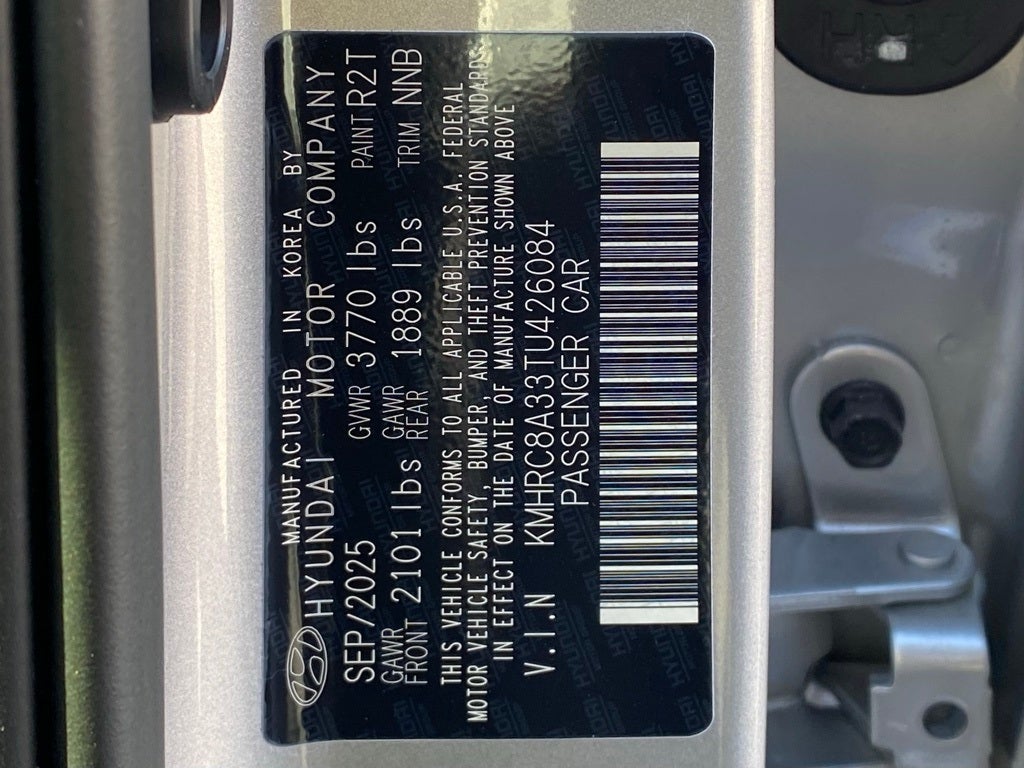 MANUFACTURED IN KOREA BY
HYUNDAI MOTOR COMPANY
SEP/2025 GVWR 3770 lbs PAINT R2T
GAWR FRONT 2101 lbs GAWR REAR 1889 lbs TRIM NNB
THIS VEHICLE CONFORMS TO ALL APPLICABLE U.S.A. FEDERAL
MOTOR VEHICLE SAFETY, BUMPER, AND THEFT PREVENTION STANDARDS
IN EFFECT ON THE DATE OF MANUFACTURE SHOWN ABOVE
V.I.N KMHRC8A33TU426084
PASSENGER CAR